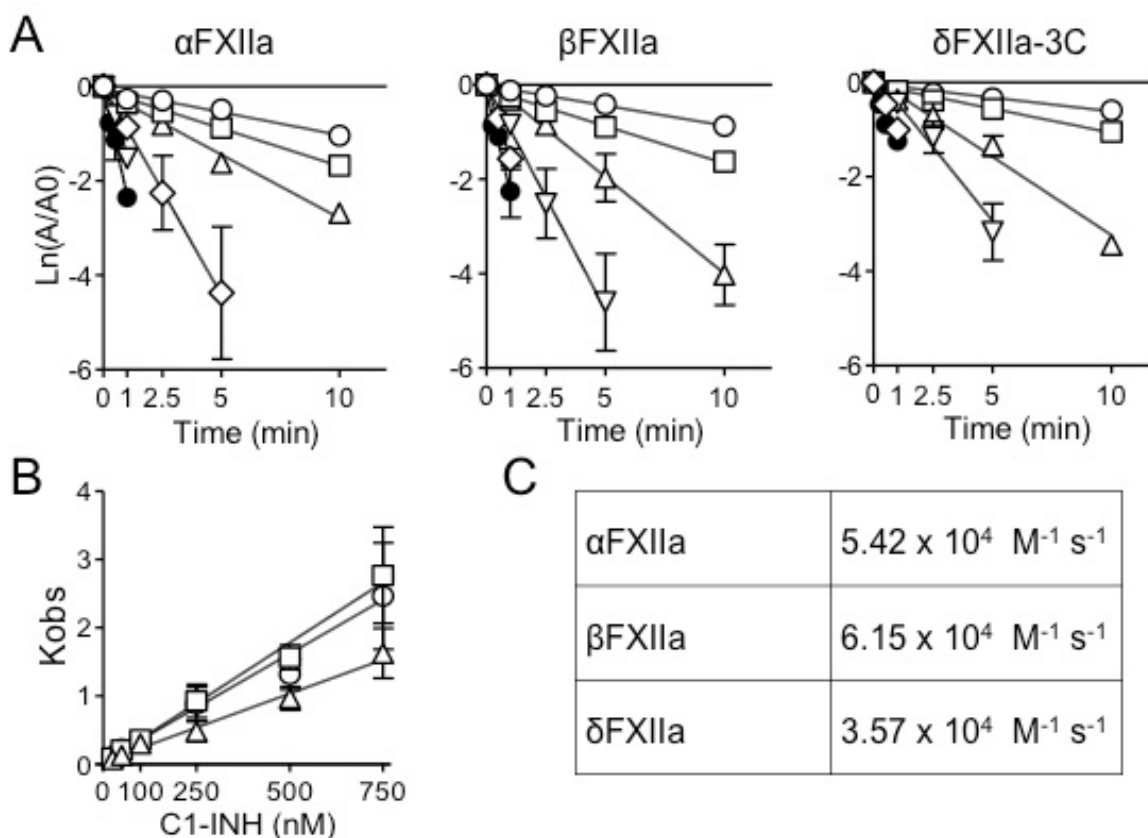 A
αFXIIa
βFXIIa
δFXIIa-3C
Ln(A/A0)
0
-2
-4
-6
0 1 2.5 5 10
Time (min)
0
-2
-4
-6
0 1 2.5 5 10
Time (min)
0
-2
-4
-6
0 1 2.5 5 10
Time (min)
B
Kobs
4
3
2
1
0
0 100 250 500 750
C1-INH (nM)
C
αFXIIa 5.42 x 10⁴ M⁻¹ s⁻¹
βFXIIa 6.15 x 10⁴ M⁻¹ s⁻¹
δFXIIa 3.57 x 10⁴ M⁻¹ s⁻¹